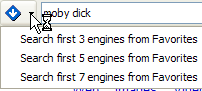 moby dick
Search first 3 engines from Favorites
Search first 5 engines from Favorites
Search first 7 engines from Favorites